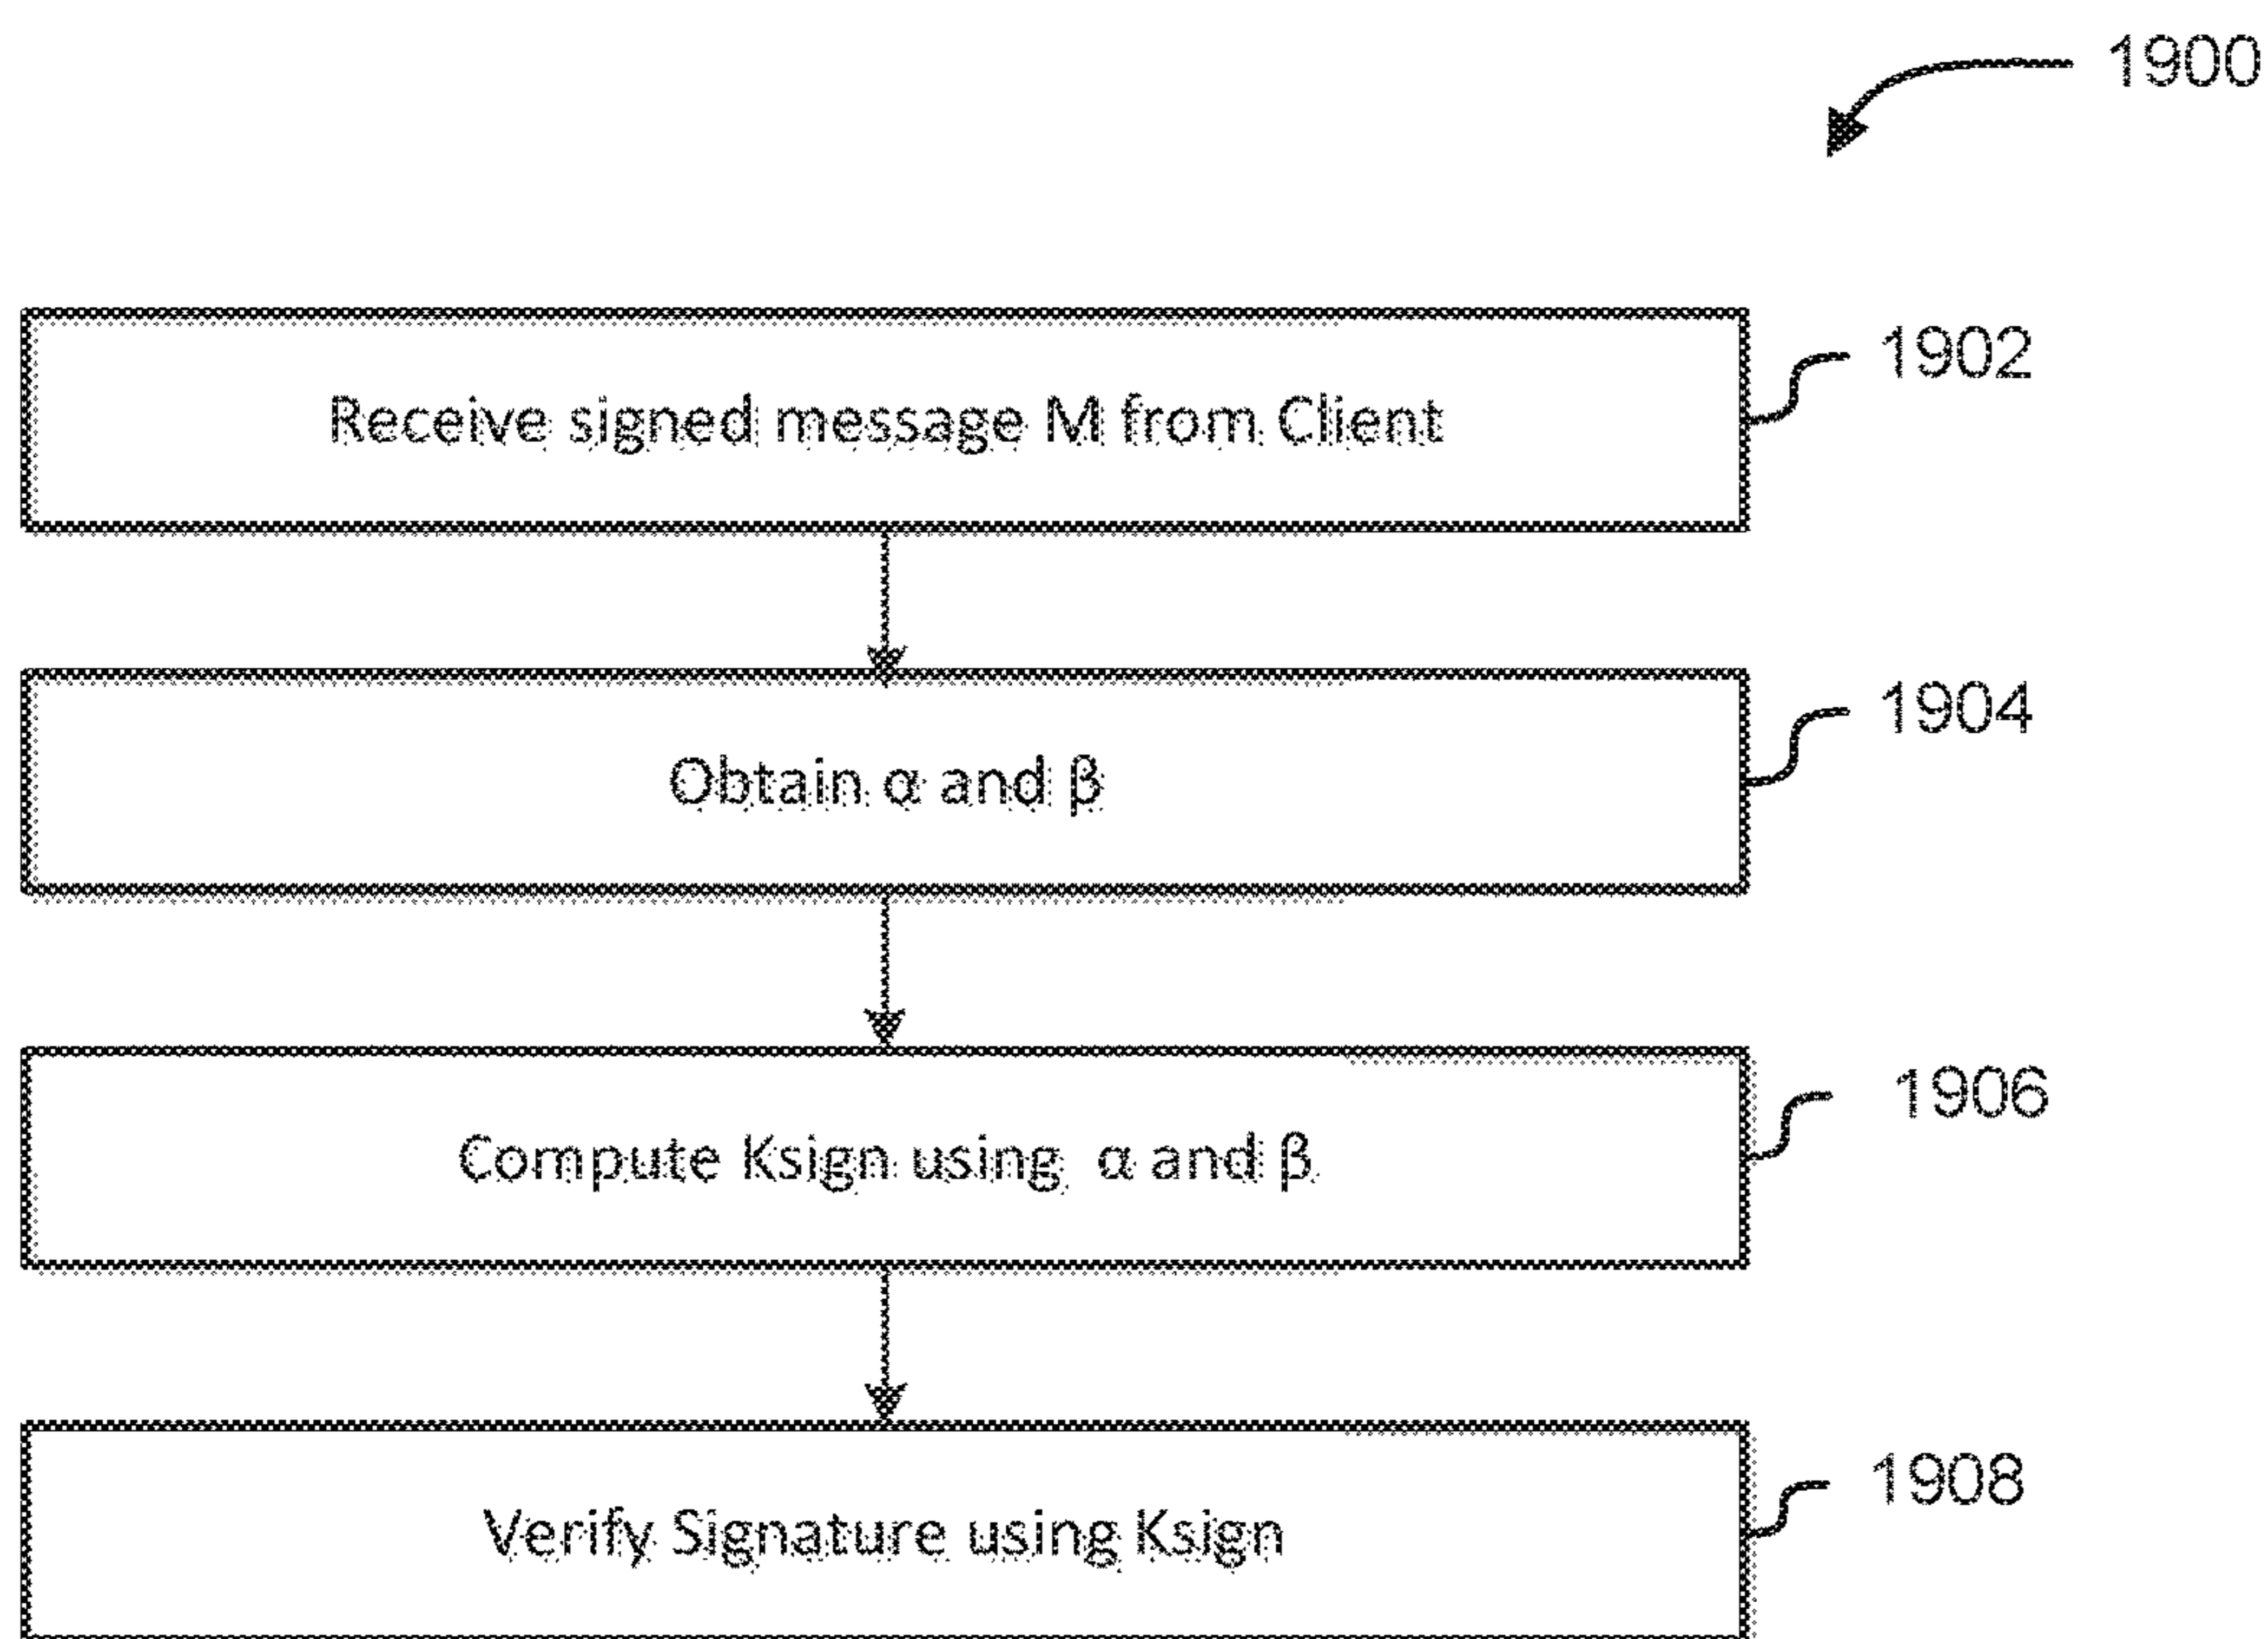 1900
Receive signed message M from Client
1902
Obtain α and β
1904
Compute Ksign using α and β
1906
Verify Signature using Ksign
1908